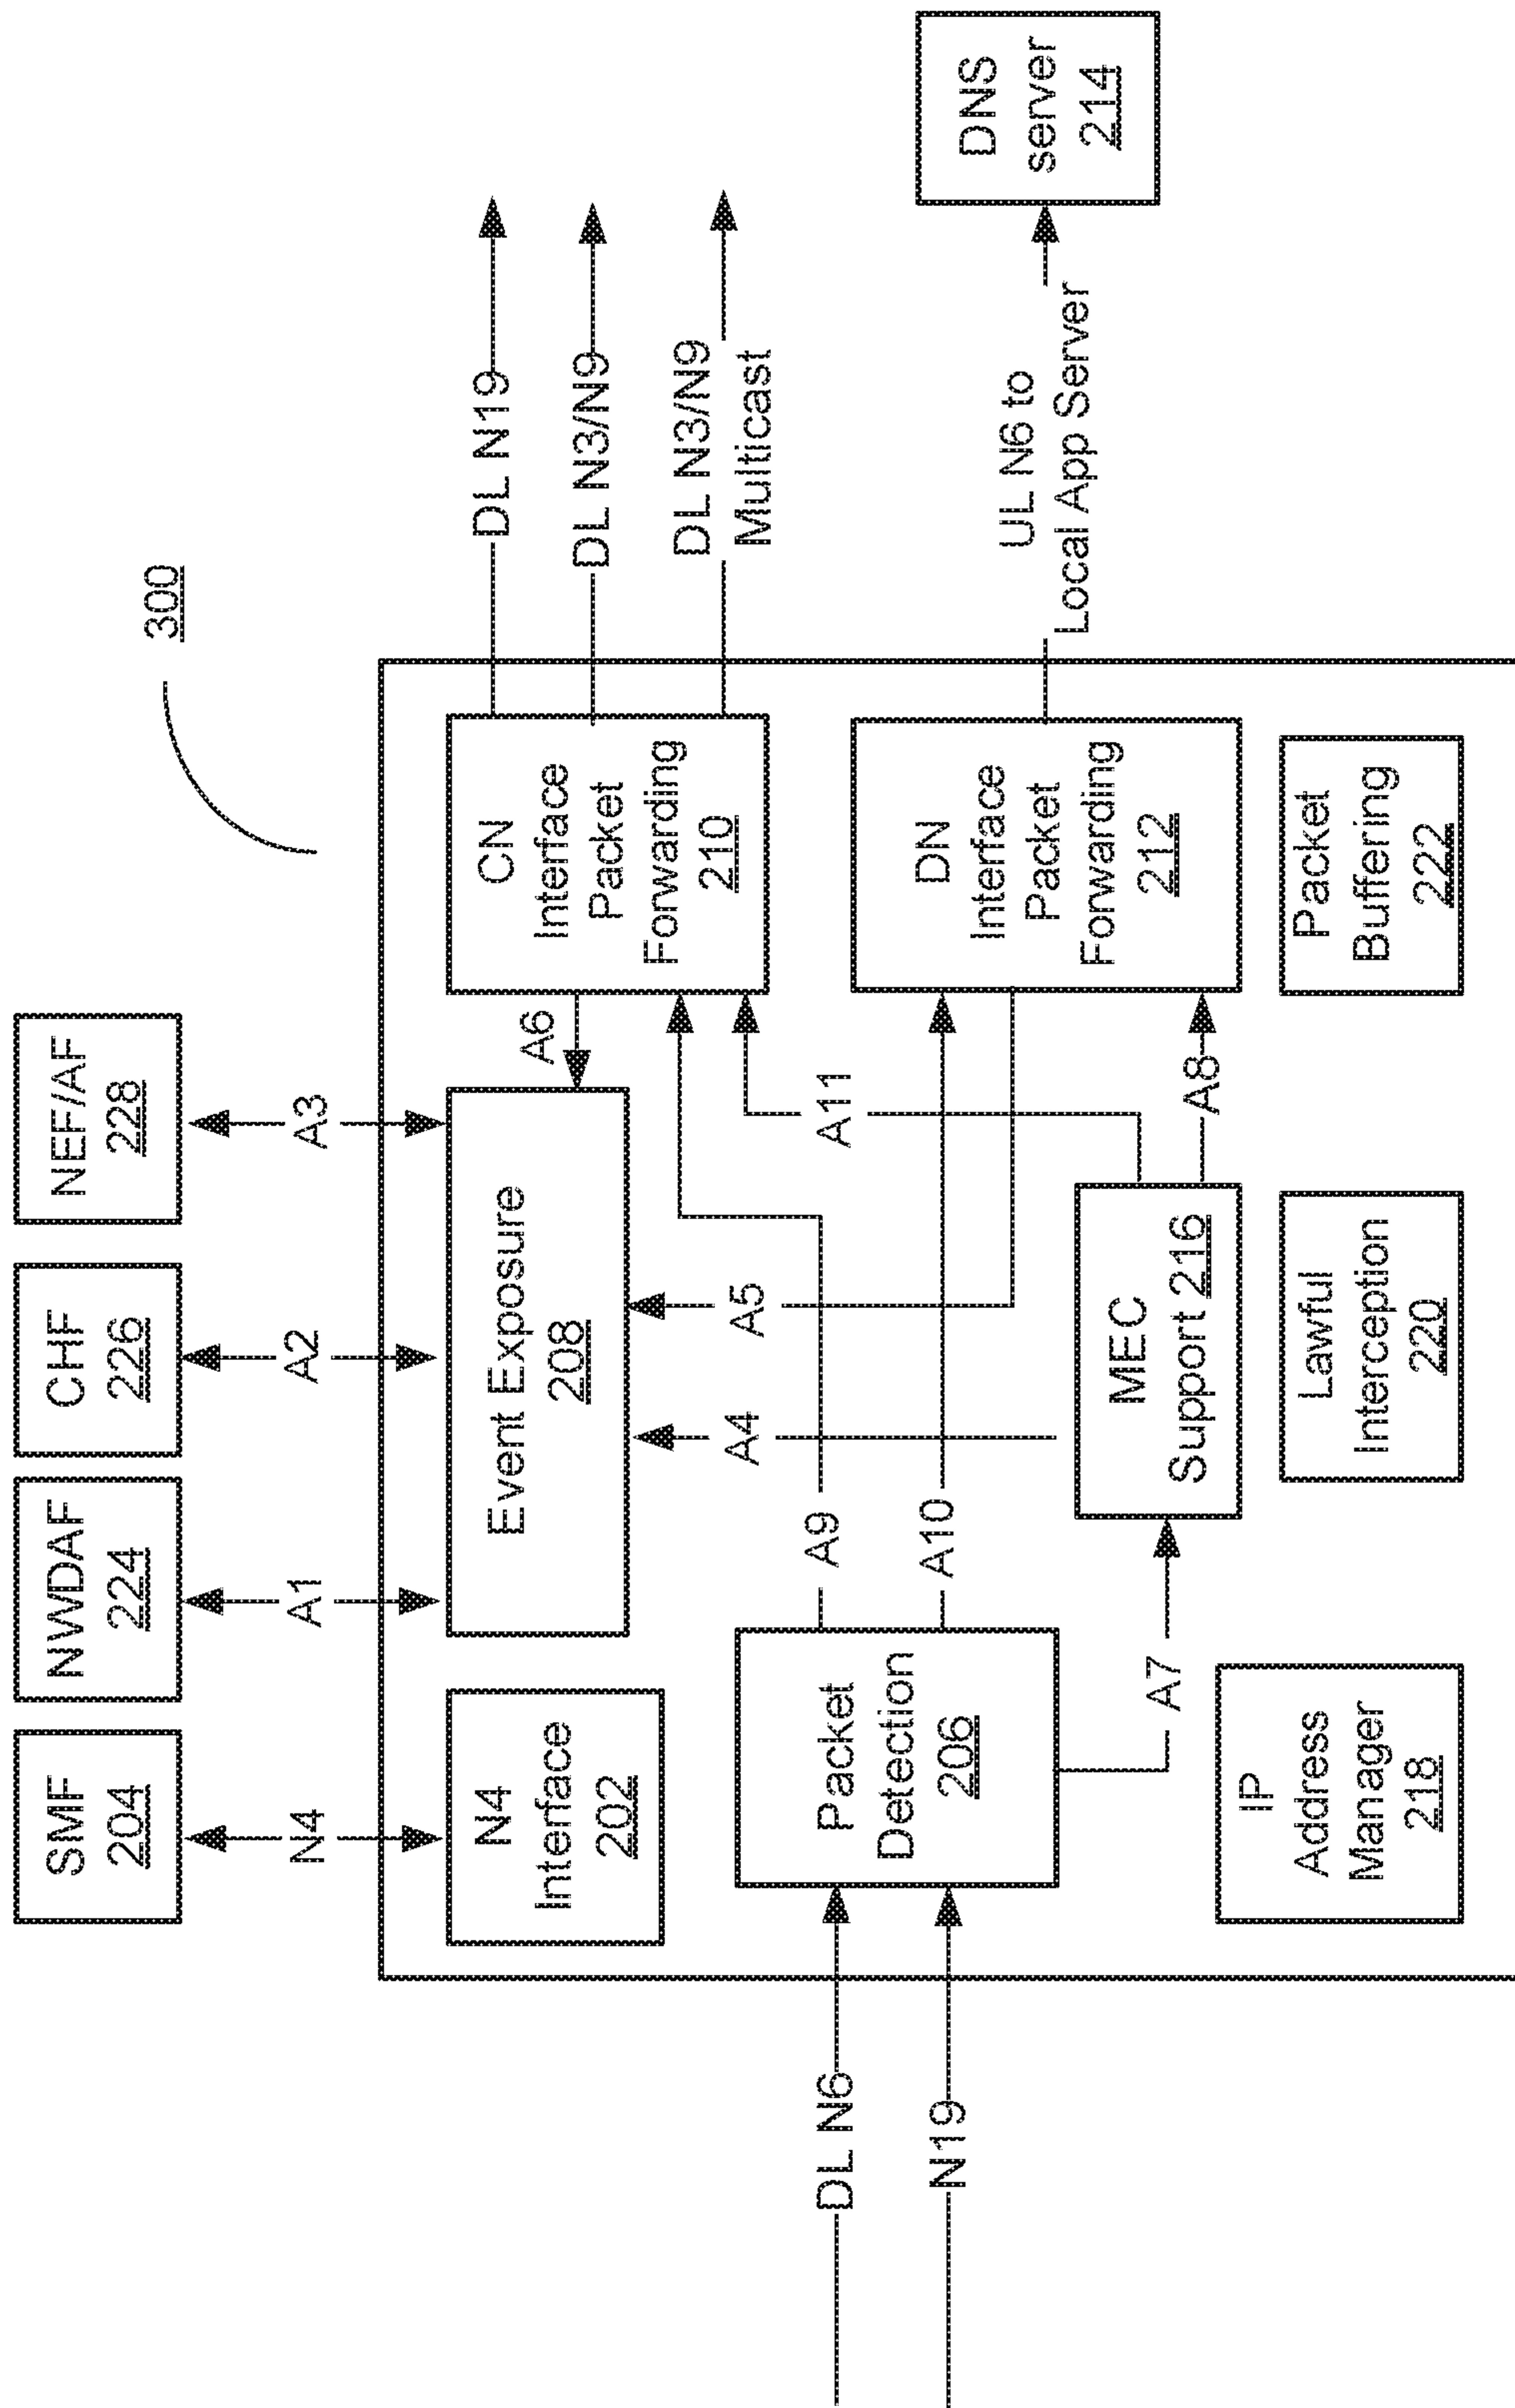 300
SMF
204
NWDAF
224
CHF
226
NEF/AF
228
N4
A1
A2
A3
N4
Interface
202
Event Exposure
208
A6
CN
Interface
Packet
Forwarding
210
DL N19
DL N3/N9
DL N3/N9
Multicast
DL N6
N19
Packet
Detection
206
A4
A5
A9
A10
A11
A7
A8
MEC
Support 216
DN
Interface
Packet
Forwarding
212
UL N6 to
Local App Server
DNS
server
214
IP
Address
Manager
218
Lawful
Interception
220
Packet
Buffering
222